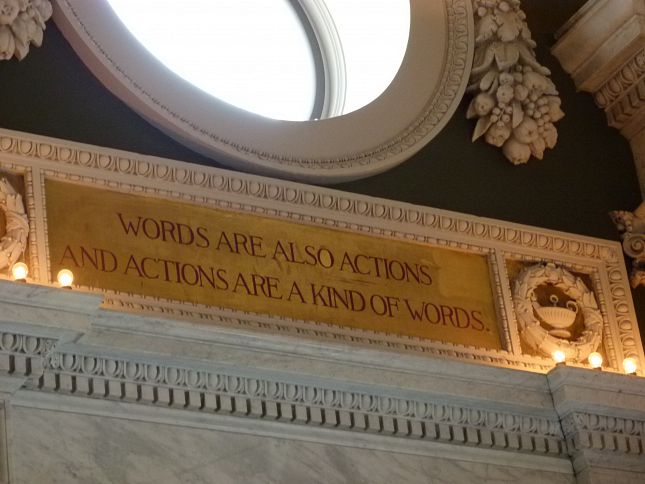 WORDS ARE ALSO ACTIONS
AND ACTIONS ARE A KIND OF WORDS.